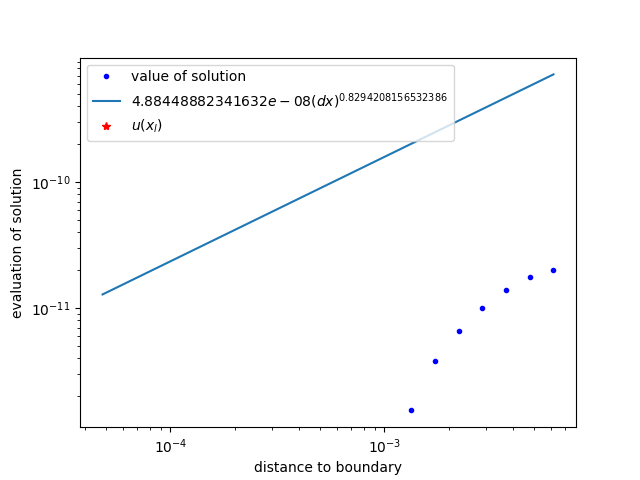 value of solution
4.88448882341632e − 08(dx)^0.8294208156532386
u(x_l)
evaluation of solution
10^−10
10^−11
10^−4
10^−3
distance to boundary